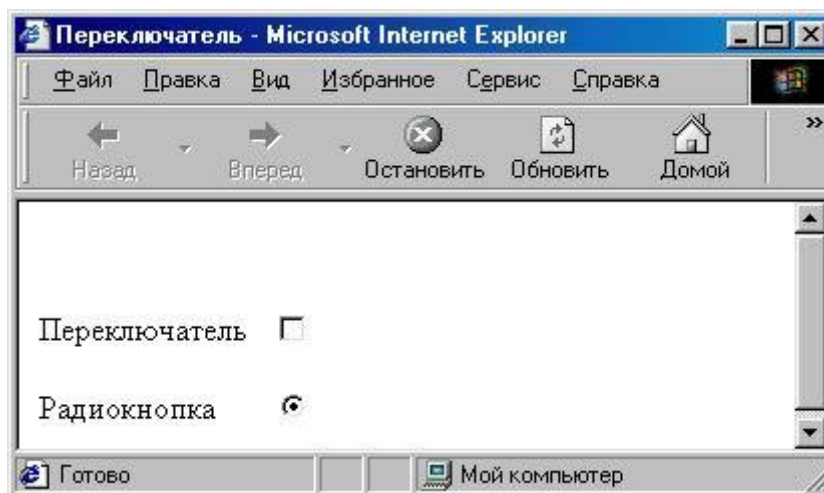 Переключатель - Microsoft Internet Explorer
Файл Правка Вид Избранное Сервис Справка
Назад Вперед Остановить Обновить Домой »
Переключатель
Радиокнопка
Готово Мой компьютер